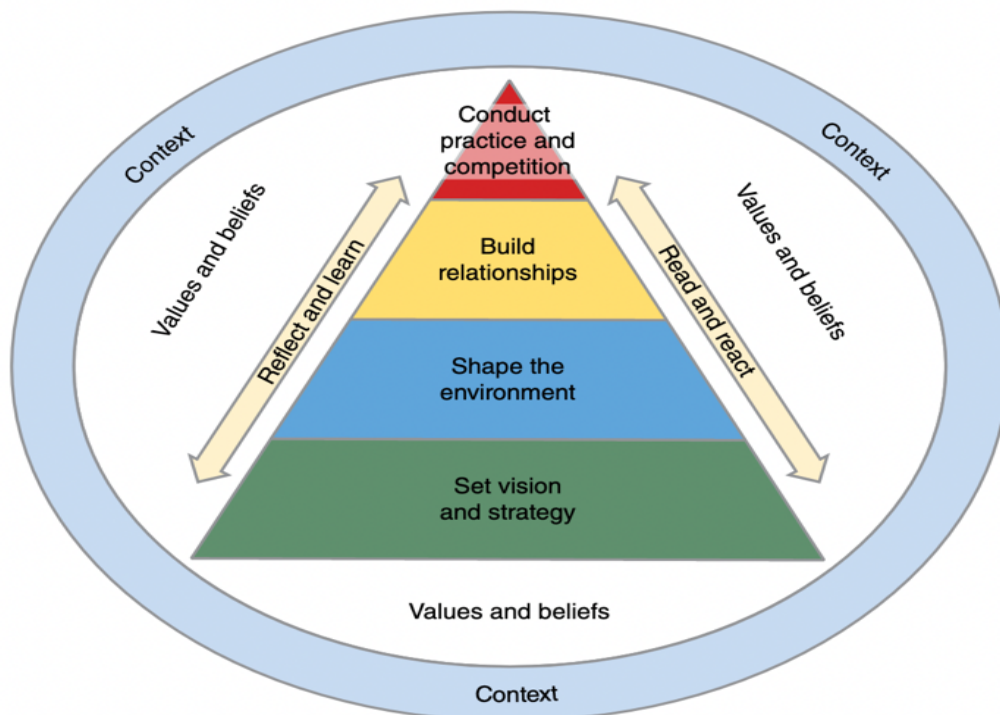 Context
Context
Conduct
practice and
competition
Values and beliefs
Values and beliefs
Reflect and learn
Read and react
Build
relationships
Shape the
environment
Set vision
and strategy
Values and beliefs
Context